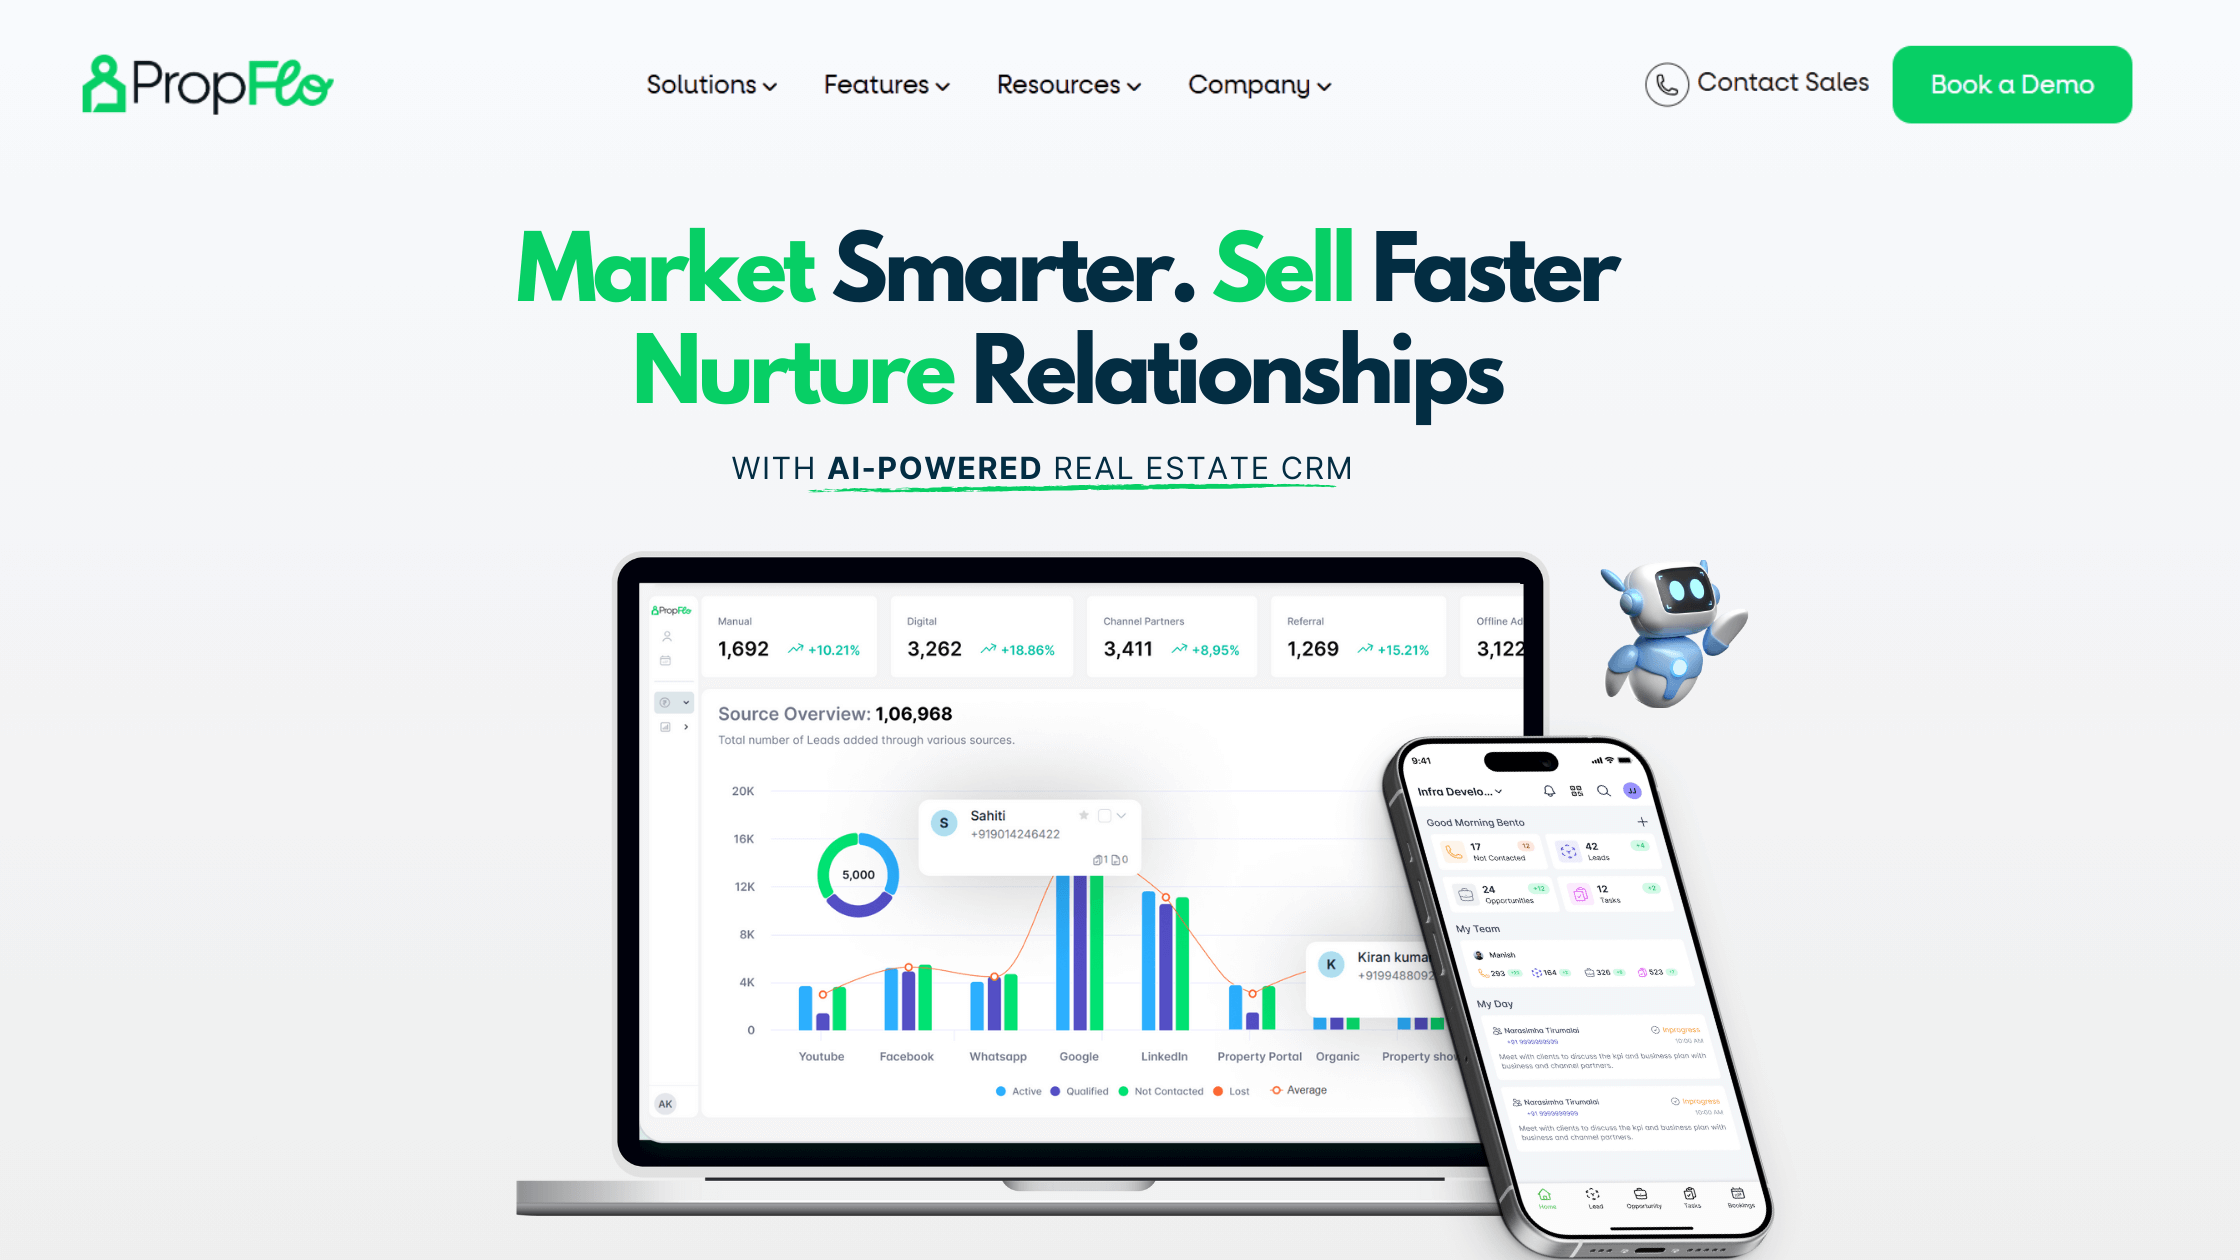 PropFlo
Solutions
Features
Resources
Company
Contact Sales
Book a Demo
Market Smarter. Sell Faster
Nurture Relationships
WITH AI-POWERED REAL ESTATE CRM
PropFlo
Manual
1,692 +10.21%
Digital
3,262 +18.86%
Channel Partners
3,411 +8,95%
Referral
1,269 +15.21%
Offline Ad
3,122
Source Overview: 1,06,968
Total number of Leads added through various sources.
20K
16K
12K
8K
4K
0
5,000
S
Sahiti
+919014246422
1 0
K
Kiran kuma
+9199488092
Youtube
Facebook
Whatsapp
Google
LinkedIn
Property Portal
Organic
Property sho
Active
Qualified
Not Contacted
Lost
Average
AK
9:41
Infra Develo...
JJ
Good Morning Bento
17 12
Not Contacted
42 +4
Leads
24 +12
Opportunities
12 +2
Tasks
My Team
Manish
293 164 326 523
My Day
Narasimha Tirumalai Inprogress
+91 9999999999 10:00 AM
Meet with clients to discuss the kpi and business plan with
business and channel partners.
Narasimha Tirumalai Inprogress
+91 9999999999 10:00 AM
Meet with clients to discuss the kpi and business plan with
business and channel partners.
Home
Lead
Opportunity
Tasks
Bookings